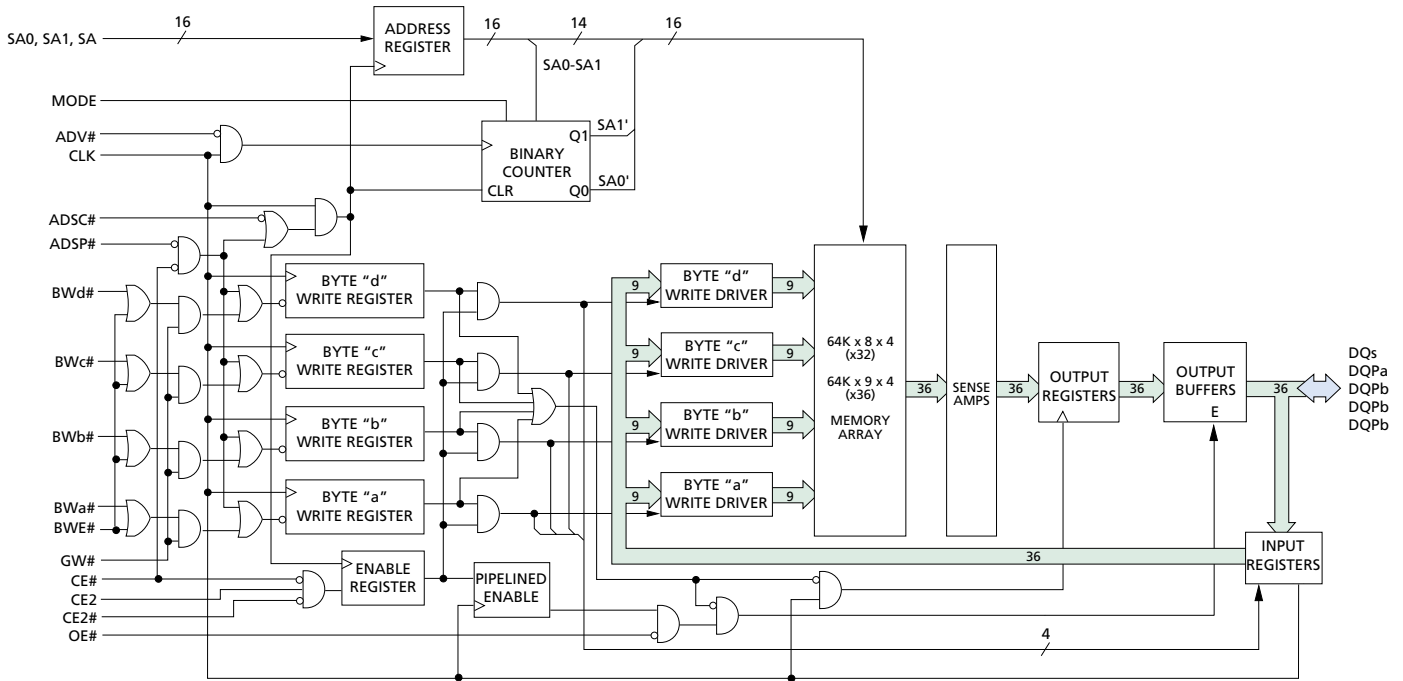 16
ADDRESS
REGISTER
16
14
16
SA0, SA1, SA
SA0-SA1
MODE
ADV#
CLK
BINARY
COUNTER
Q1
SA1'
CLR
Q0
SA0'
ADSC#
ADSP#
BYTE “d”
WRITE REGISTER
9
BYTE “d”
WRITE DRIVER
9
BWd#
BYTE “c”
WRITE REGISTER
9
BYTE “c”
WRITE DRIVER
9
BWc#
BYTE “b”
WRITE REGISTER
9
BYTE “b”
WRITE DRIVER
9
BWb#
BYTE “a”
WRITE REGISTER
9
BYTE “a”
WRITE DRIVER
9
BWa#
BWE#
64K x 8 x 4
(x32)
64K x 9 x 4
(x36)
MEMORY
ARRAY
36
SENSE
AMPS
36
OUTPUT
REGISTERS
36
OUTPUT
BUFFERS
E
36
DQs
DQPa
DQPb
DQPb
DQPb
GW#
CE#
CE2
CE2#
OE#
ENABLE
REGISTER
PIPELINED
ENABLE
36
INPUT
REGISTERS
4